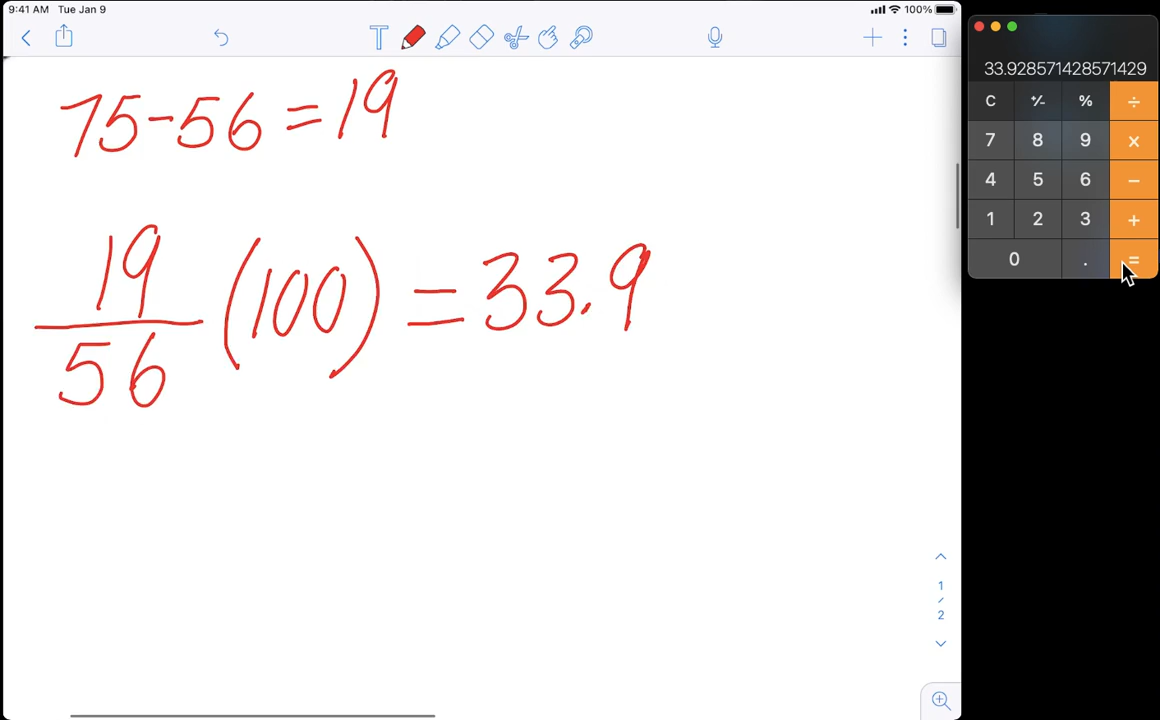 9:41 AM Tue Jan 9 100%
T
33.928571428571429
C +/- % ÷
7 8 9 ×
4 5 6 −
1 2 3 +
0 . =
75-56=19
19
56
(100) = 33.9
1
2